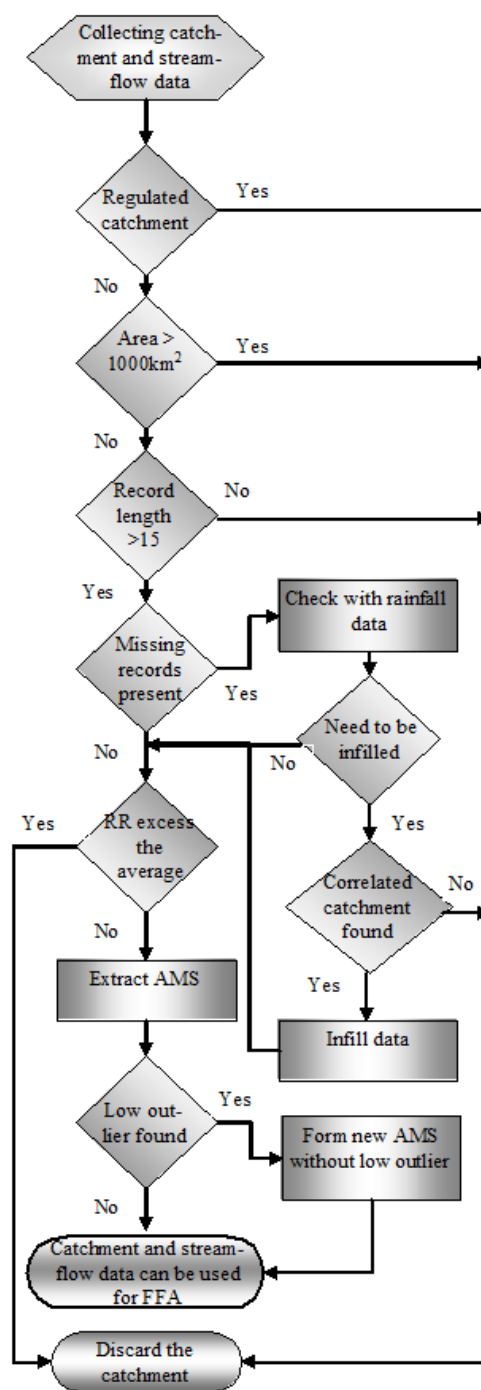 Collecting catch-
ment and stream-
flow data
Regulated
catchment
Yes
No
Area >
1000km²
Yes
No
Record
length
>15
No
Yes
Missing
records
present
Yes
No
Check with rainfall
data
Need to be
infilled
No
Yes
Correlated
catchment
found
No
Yes
Infill data
RR excess
the
average
Yes
No
Extract AMS
Low out-
lier found
Yes
No
Form new AMS
without low outlier
Catchment and stream-
flow data can be used
for FFA
Discard the
catchment